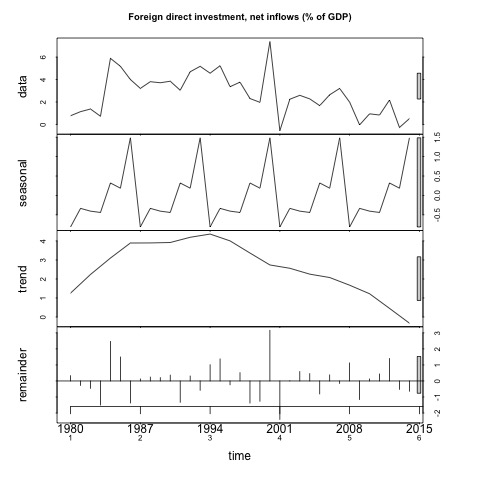 Foreign direct investment, net inflows (% of GDP)
data
0 2 4 6
seasonal
-0.5 0.0 0.5 1.0 1.5
trend
0 1 2 3 4
remainder
-2 -1 0 1 2 3
1980 1987 1994 2001 2008 2015
1 2 3 4 5 6
time